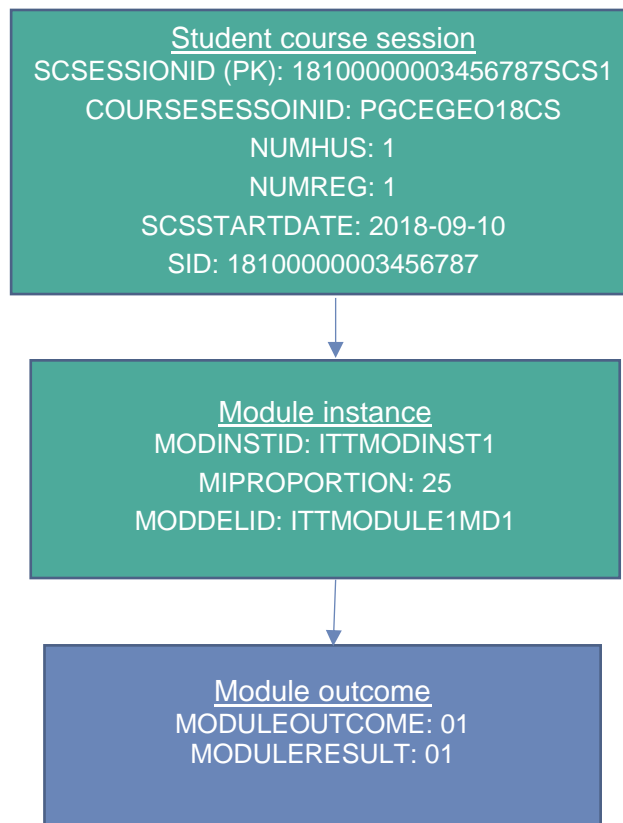 Student course session
SCSESSIONID (PK): 18100000003456787SCS1
COURSESESSOINID: PGCEGEO18CS
NUMHUS: 1
NUMREG: 1
SCSSTARTDATE: 2018-09-10
SID: 18100000003456787
Module instance
MODINSTID: ITTMODINST1
MIPROPORTION: 25
MODDELID: ITTMODULE1MD1
Module outcome
MODULEOUTCOME: 01
MODULERESULT: 01